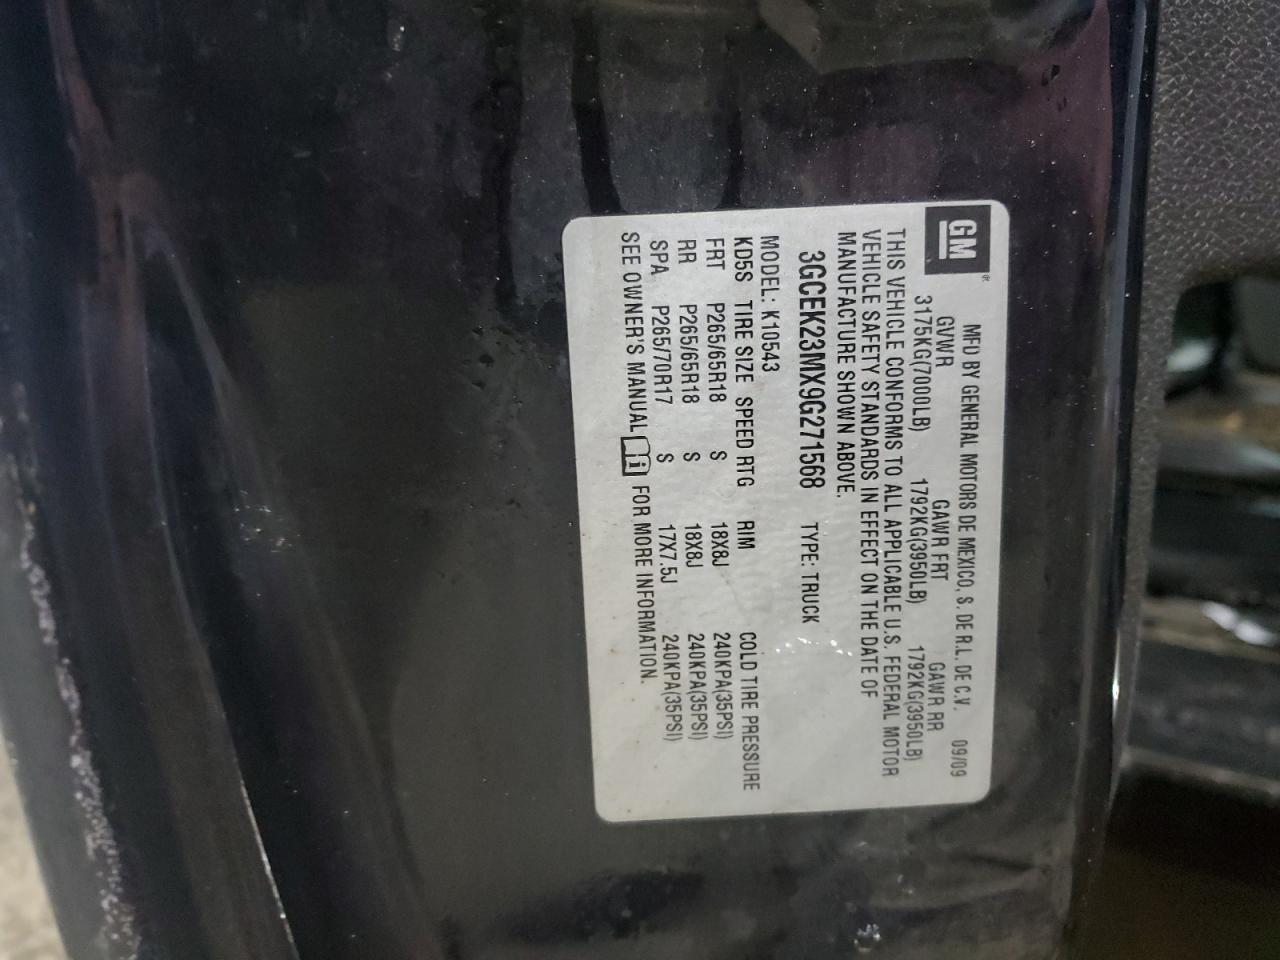 GM
MFD BY GENERAL MOTORS DE MEXICO, S. DE R.L. DE C.V. 09/09
GVWR GAWR FRT GAWR RR
3175KG(7000LB) 1792KG(3950LB) 1792KG(3950LB)
THIS VEHICLE CONFORMS TO ALL APPLICABLE U.S. FEDERAL MOTOR
VEHICLE SAFETY STANDARDS IN EFFECT ON THE DATE OF
MANUFACTURE SHOWN ABOVE.
3GCEK23MX9G271568 TYPE: TRUCK
MODEL: K10543
KD5S TIRE SIZE SPEED RTG RIM COLD TIRE PRESSURE
FRT P265/65R18 S 18X8J 240KPA(35PSI)
RR P265/65R18 S 18X8J 240KPA(35PSI)
SPA P265/70R17 S 17X7.5J 240KPA(35PSI)
SEE OWNER'S MANUAL FOR MORE INFORMATION.